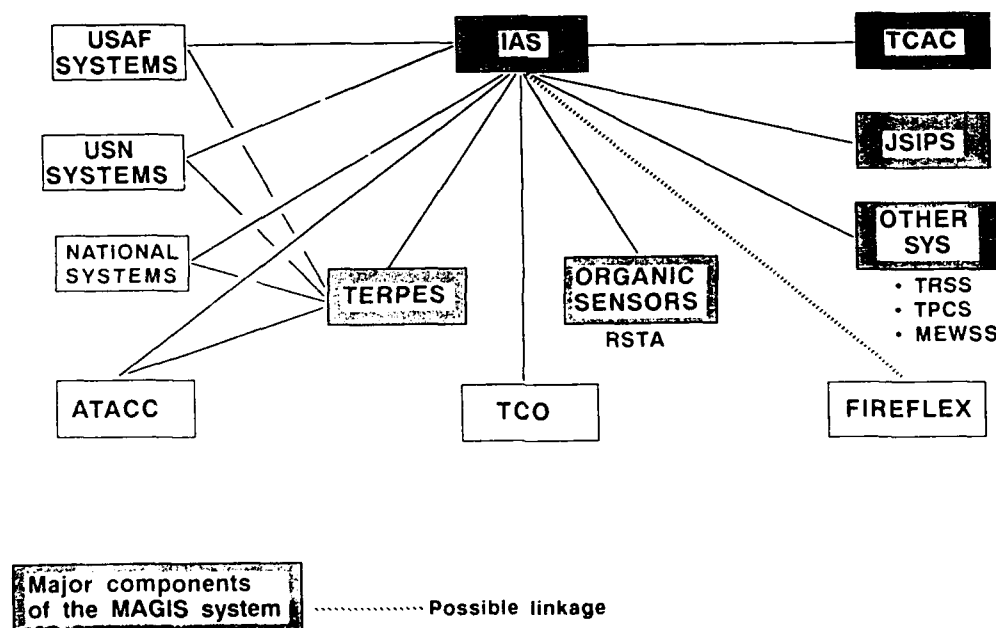 USAF
SYSTEMS
IAS
TCAC
USN
SYSTEMS
JSIPS
NATIONAL
SYSTEMS
TERPES
ORGANIC
SENSORS
RSTA
OTHER
SYS
• TRSS
• TPCS
• MEWSS
ATACC
TCO
FIREFLEX
Major components
of the MAGIS system
Possible linkage